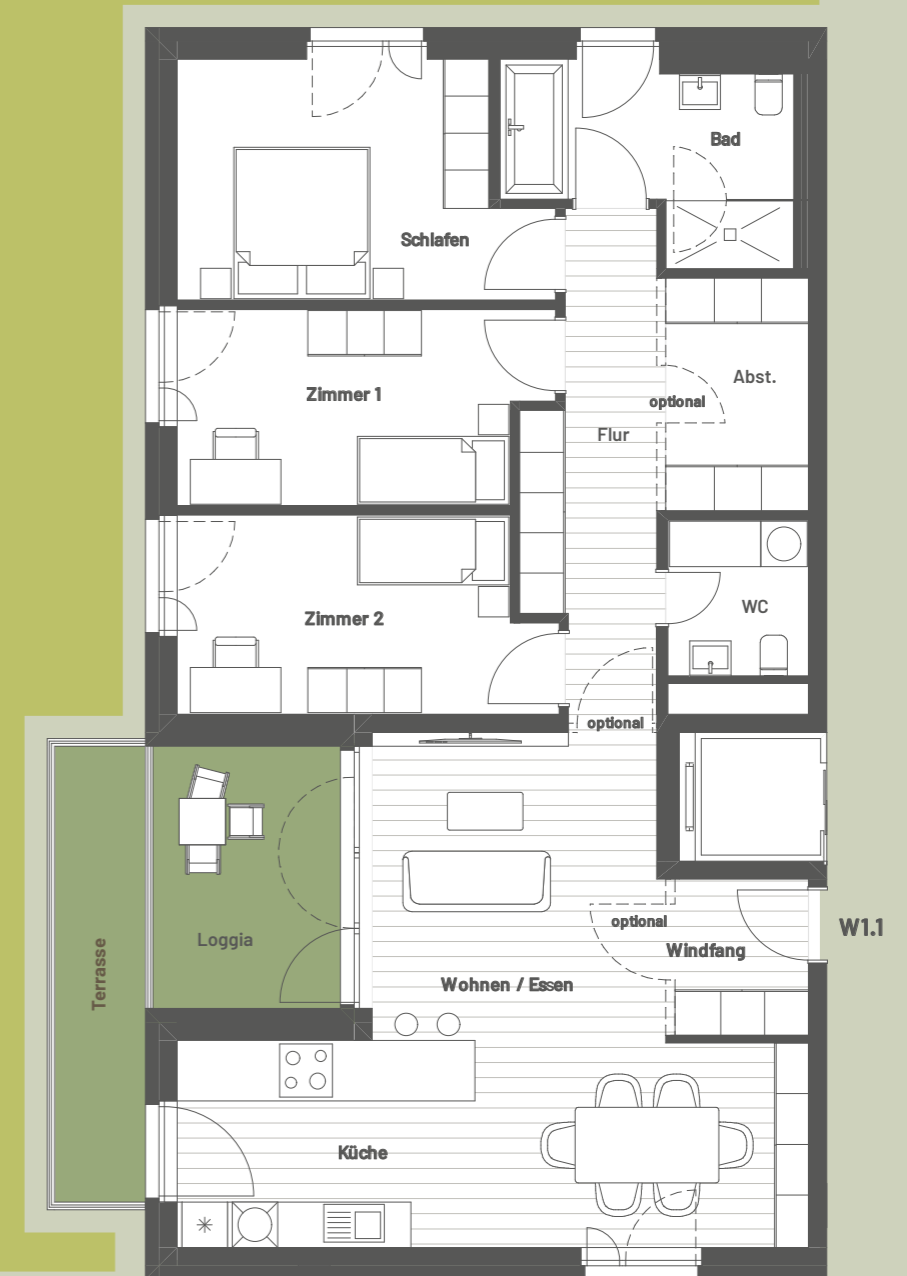 Bad
Schlafen
Abst.
Zimmer 1
optional
Flur
WC
Zimmer 2
optional
optional
W1.1
Loggia
Windfang
Terrasse
Wohnen / Essen
Küche